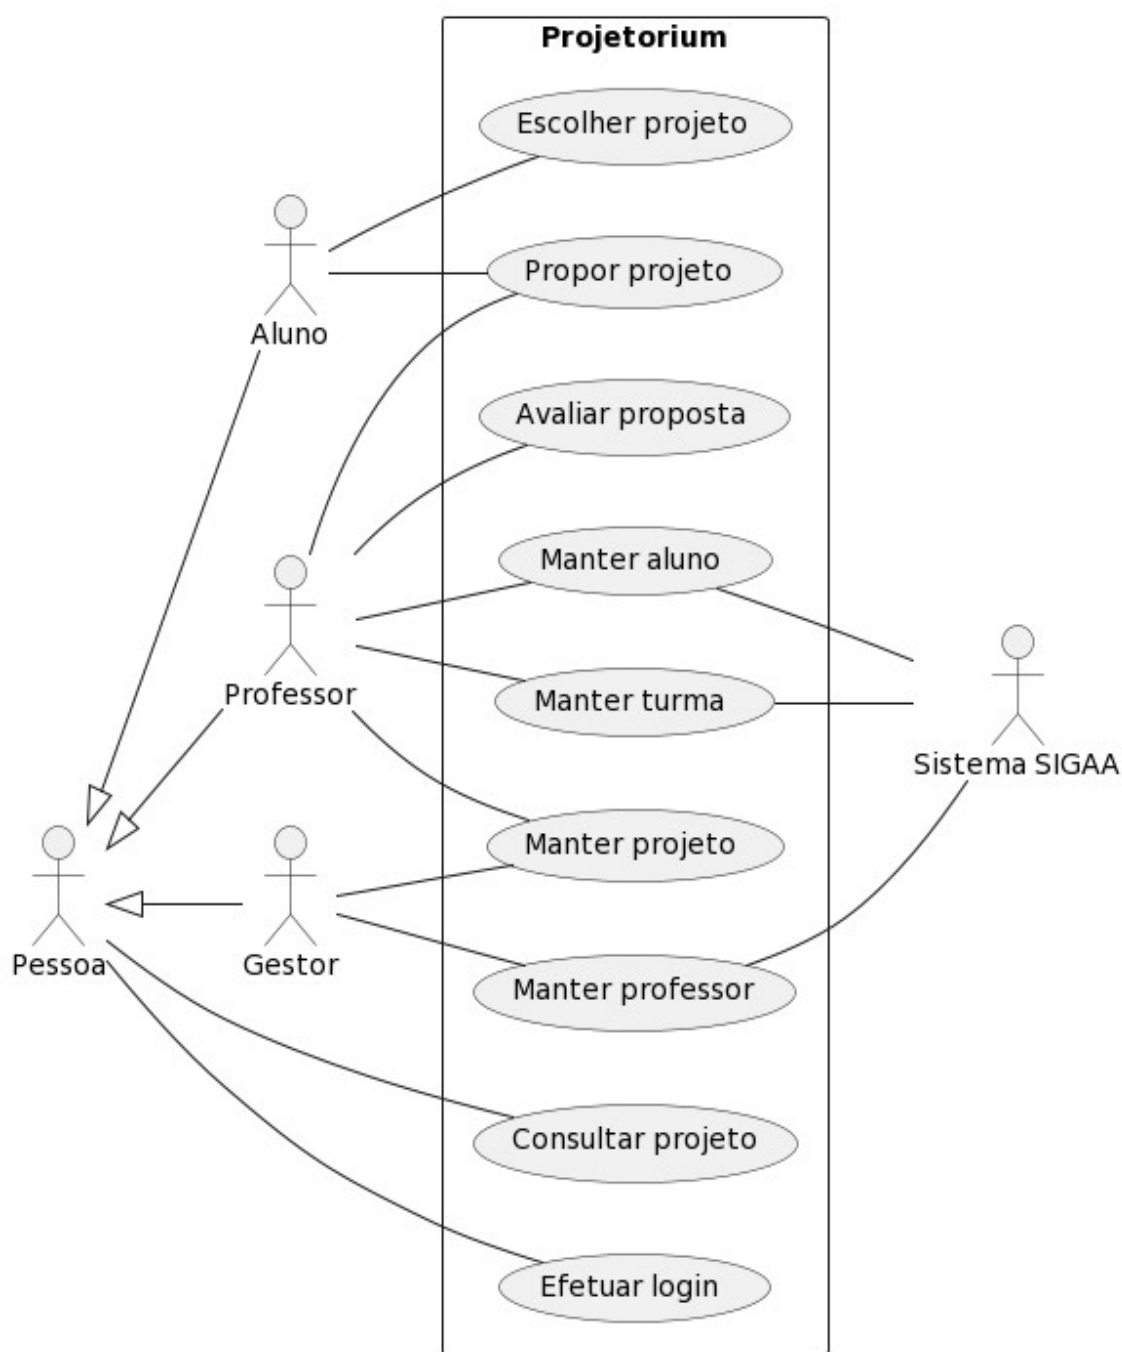 Projetorium
Escolher projeto
Propor projeto
Aluno
Avaliar proposta
Manter aluno
Professor
Manter turma
Sistema SIGAA
Manter projeto
Pessoa
Gestor
Manter professor
Consultar projeto
Efetuar login